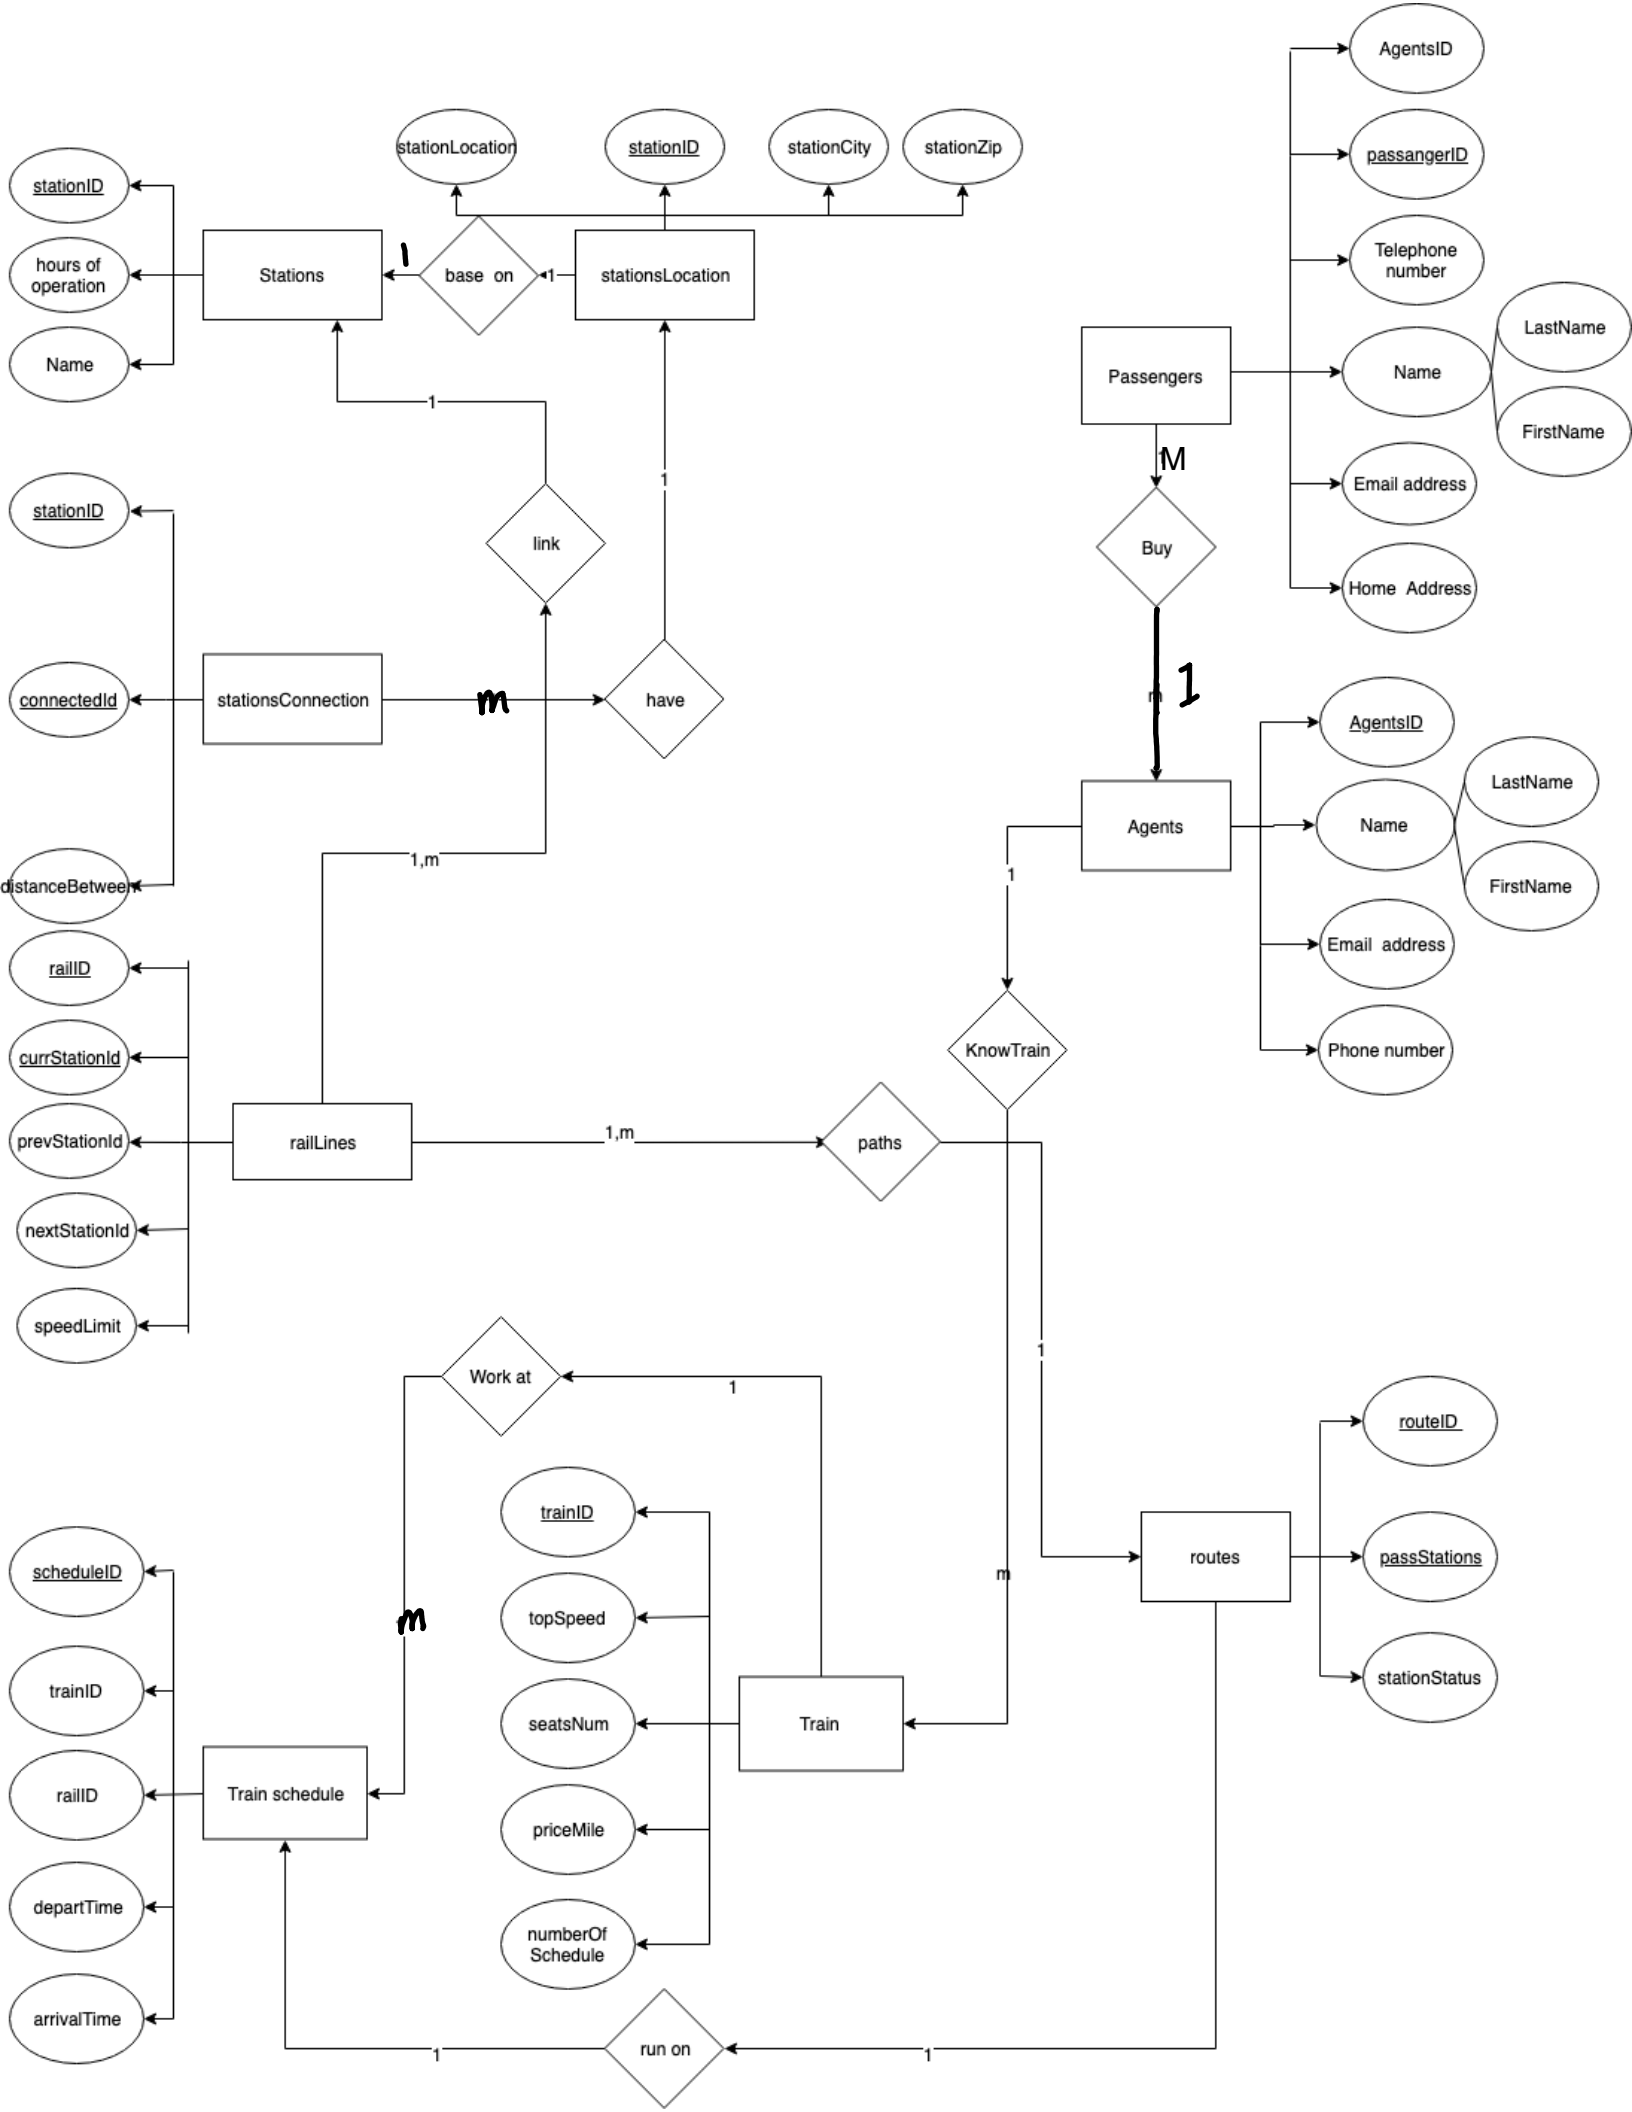 AgentsID
passangerID
Telephone
number
Name
LastName
FirstName
Email address
Home  Address
Passengers
M
Buy
m
1
stationLocation
stationID
stationCity
stationZip
stationID
hours of
operation
Name
Stations
1
base  on
1
stationsLocation
1
link
1
stationID
connectedId
distanceBetween
stationsConnection
m
have
1,m
AgentsID
Name
LastName
FirstName
Email  address
Phone number
Agents
1
KnowTrain
m
railID
currStationId
prevStationId
nextStationId
speedLimit
railLines
1,m
paths
1
Work at
1
m
routeID
passStations
stationStatus
routes
trainID
topSpeed
seatsNum
priceMile
numberOf
Schedule
Train
scheduleID
trainID
railID
departTime
arrivalTime
Train schedule
1
run on
1